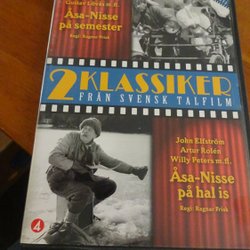 Gustav Lövås m.fl.
Åsa-Nisse
på semester
Regi: Ragnar Frisk
2 KLASSIKER
FRÅN SVENSK TALFILM
John Elfström
Artur Rolén
Willy Peters m.fl.
Åsa-Nisse
på hal is
Regi: Ragnar Frisk
4